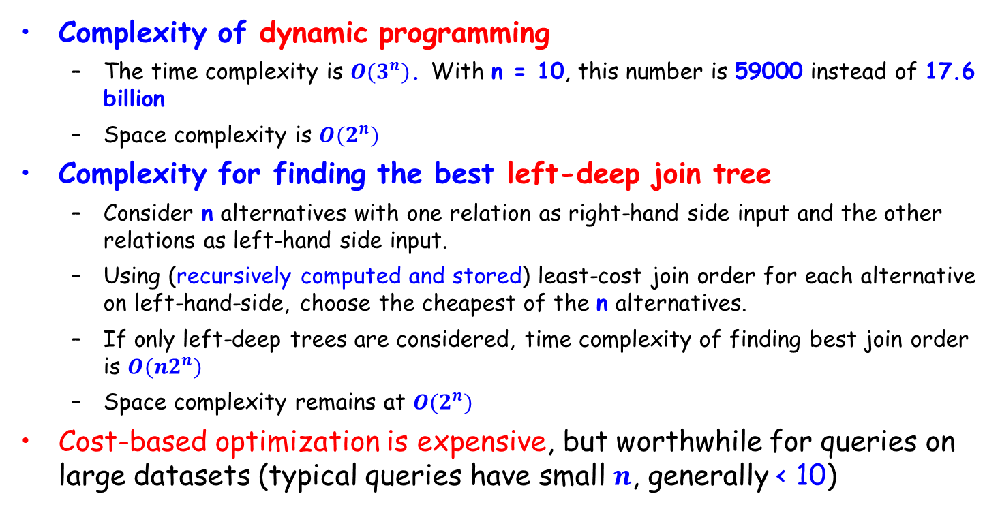 • Complexity of dynamic programming
– The time complexity is O(3ⁿ). With n = 10, this number is 59000 instead of 17.6
billion
– Space complexity is O(2ⁿ)
• Complexity for finding the best left-deep join tree
– Consider n alternatives with one relation as right-hand side input and the other
relations as left-hand side input.
– Using (recursively computed and stored) least-cost join order for each alternative
on left-hand-side, choose the cheapest of the n alternatives.
– If only left-deep trees are considered, time complexity of finding best join order
is O(n2ⁿ)
– Space complexity remains at O(2ⁿ)
• Cost-based optimization is expensive, but worthwhile for queries on
large datasets (typical queries have small n, generally < 10)